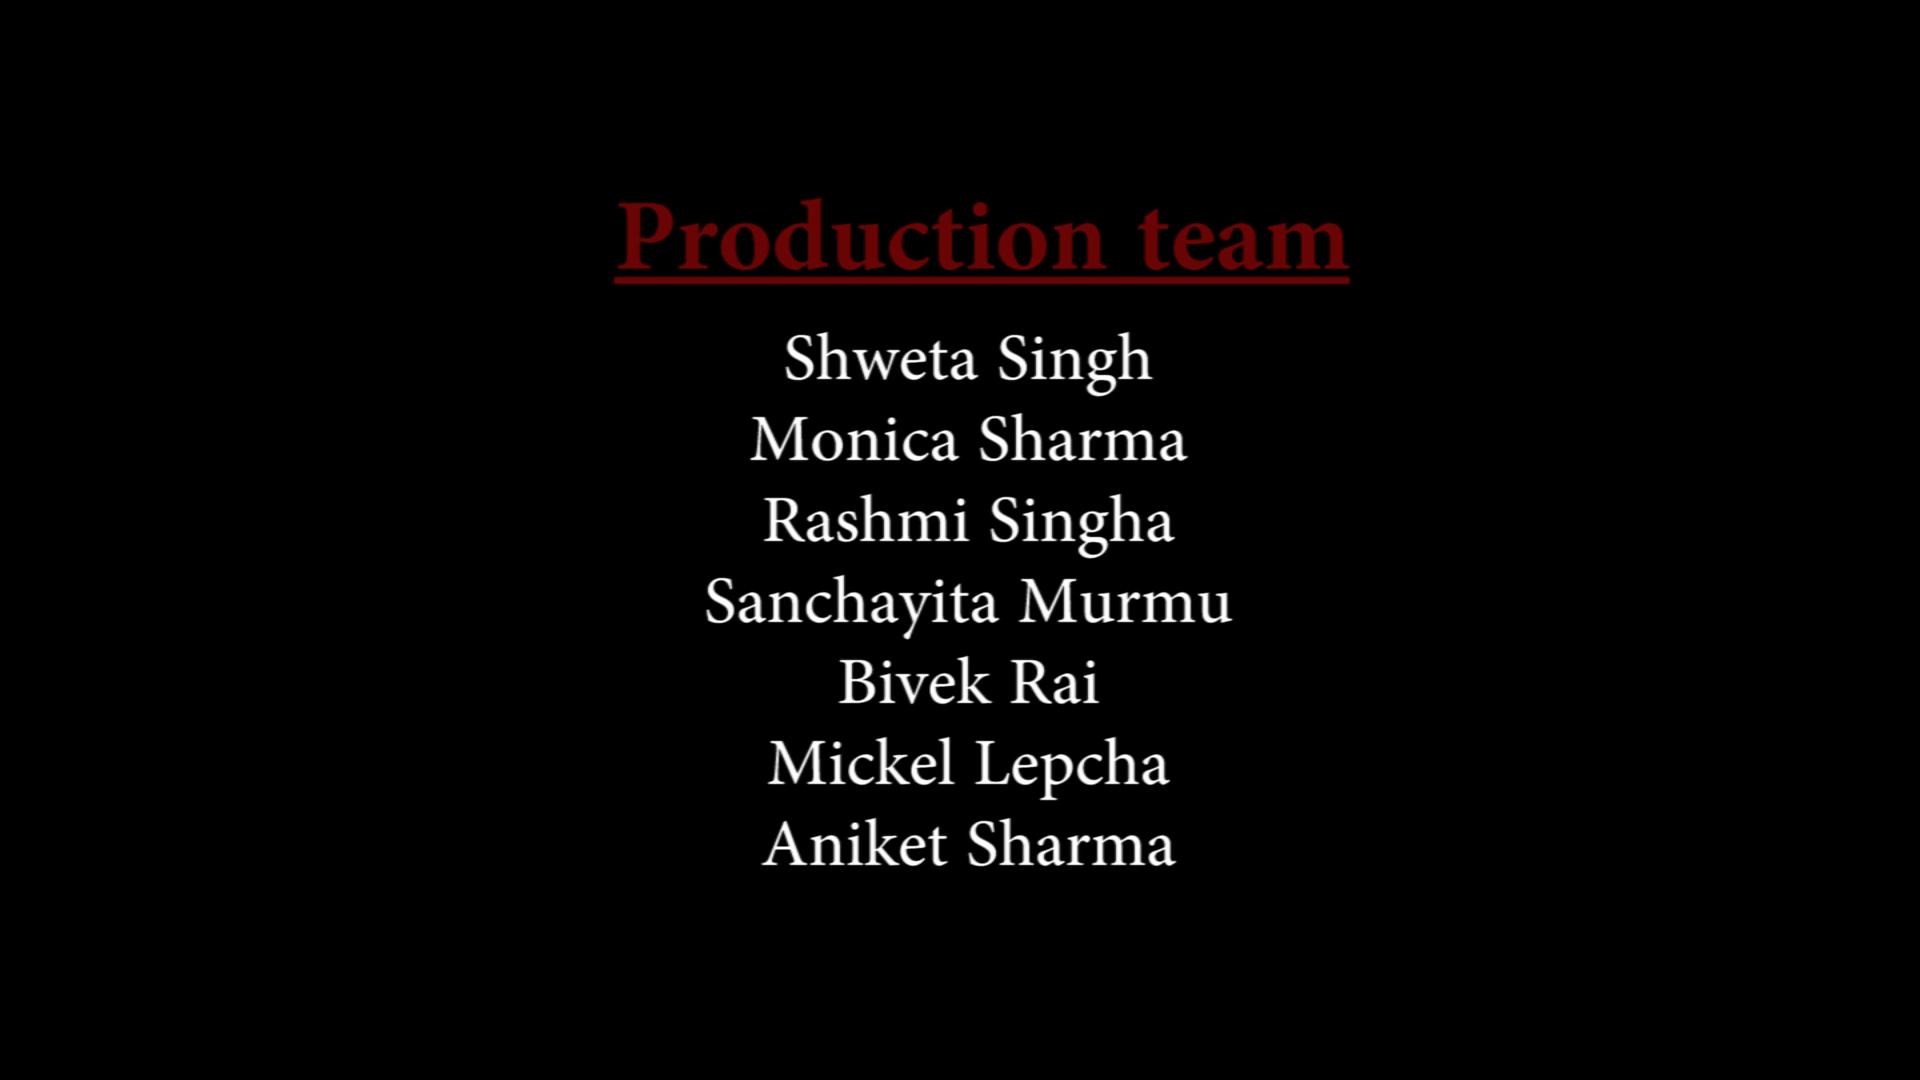 Production team
Shweta Singh
Monica Sharma
Rashmi Singha
Sanchayita Murmu
Bivek Rai
Mickel Lepcha
Aniket Sharma